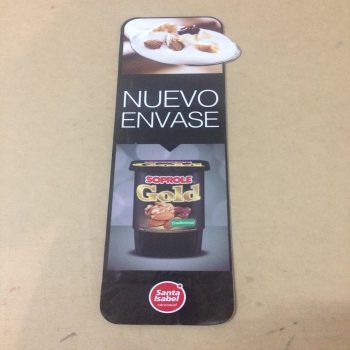 NUEVO
ENVASE
SOPROLE
Gold
Santa
Isabel